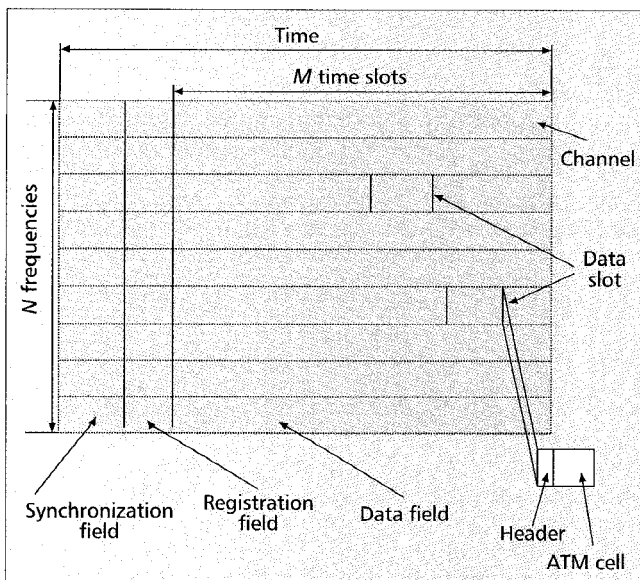 Time
M time slots
Channel
N frequencies
Data
slot
Synchronization
field
Registration
field
Data field
Header
ATM cell